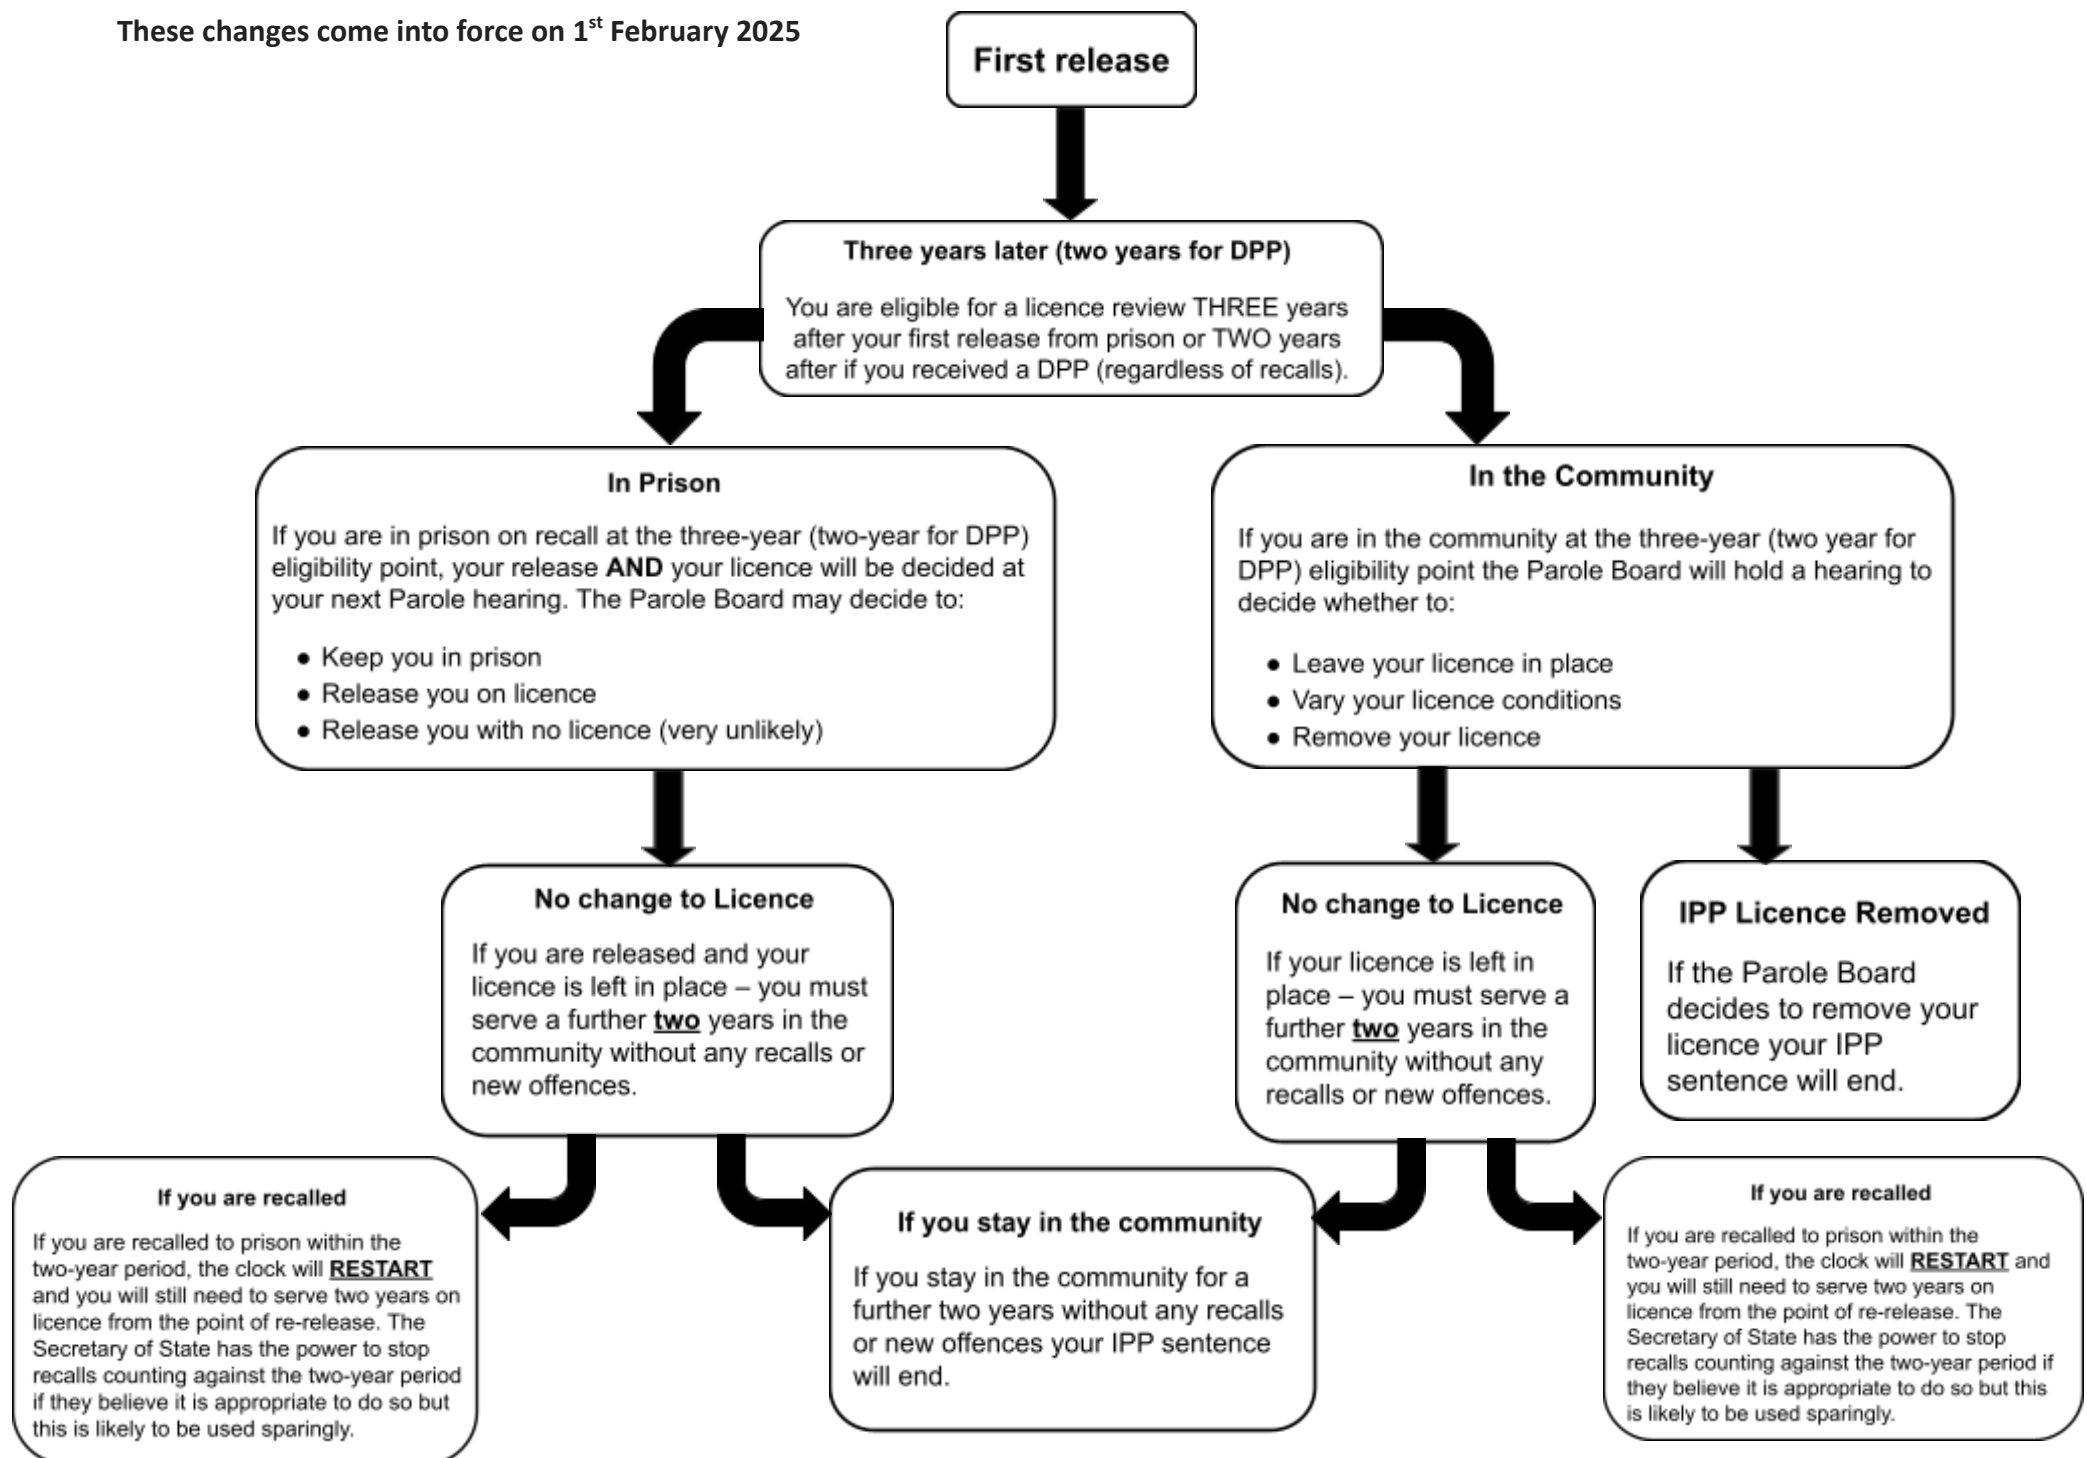 These changes come into force on 1st February 2025
First release
Three years later (two years for DPP)
You are eligible for a licence review THREE years
after your first release from prison or TWO years
after if you received a DPP (regardless of recalls).
In Prison
If you are in prison on recall at the three-year (two-year for DPP)
eligibility point, your release AND your licence will be decided at
your next Parole hearing. The Parole Board may decide to:
● Keep you in prison
● Release you on licence
● Release you with no licence (very unlikely)
In the Community
If you are in the community at the three-year (two year for
DPP) eligibility point the Parole Board will hold a hearing to
decide whether to:
● Leave your licence in place
● Vary your licence conditions
● Remove your licence
No change to Licence
If you are released and your
licence is left in place – you must
serve a further two years in the
community without any recalls or
new offences.
No change to Licence
If your licence is left in
place – you must serve a
further two years in the
community without any
recalls or new offences.
IPP Licence Removed
If the Parole Board
decides to remove your
licence your IPP
sentence will end.
If you are recalled
If you are recalled to prison within the
two-year period, the clock will RESTART
and you will still need to serve two years on
licence from the point of re-release. The
Secretary of State has the power to stop
recalls counting against the two-year period
if they believe it is appropriate to do so but
this is likely to be used sparingly.
If you stay in the community
If you stay in the community for a
further two years without any recalls
or new offences your IPP sentence
will end.
If you are recalled
If you are recalled to prison within the
two-year period, the clock will RESTART and
you will still need to serve two years on
licence from the point of re-release. The
Secretary of State has the power to stop
recalls counting against the two-year period if
they believe it is appropriate to do so but this
is likely to be used sparingly.